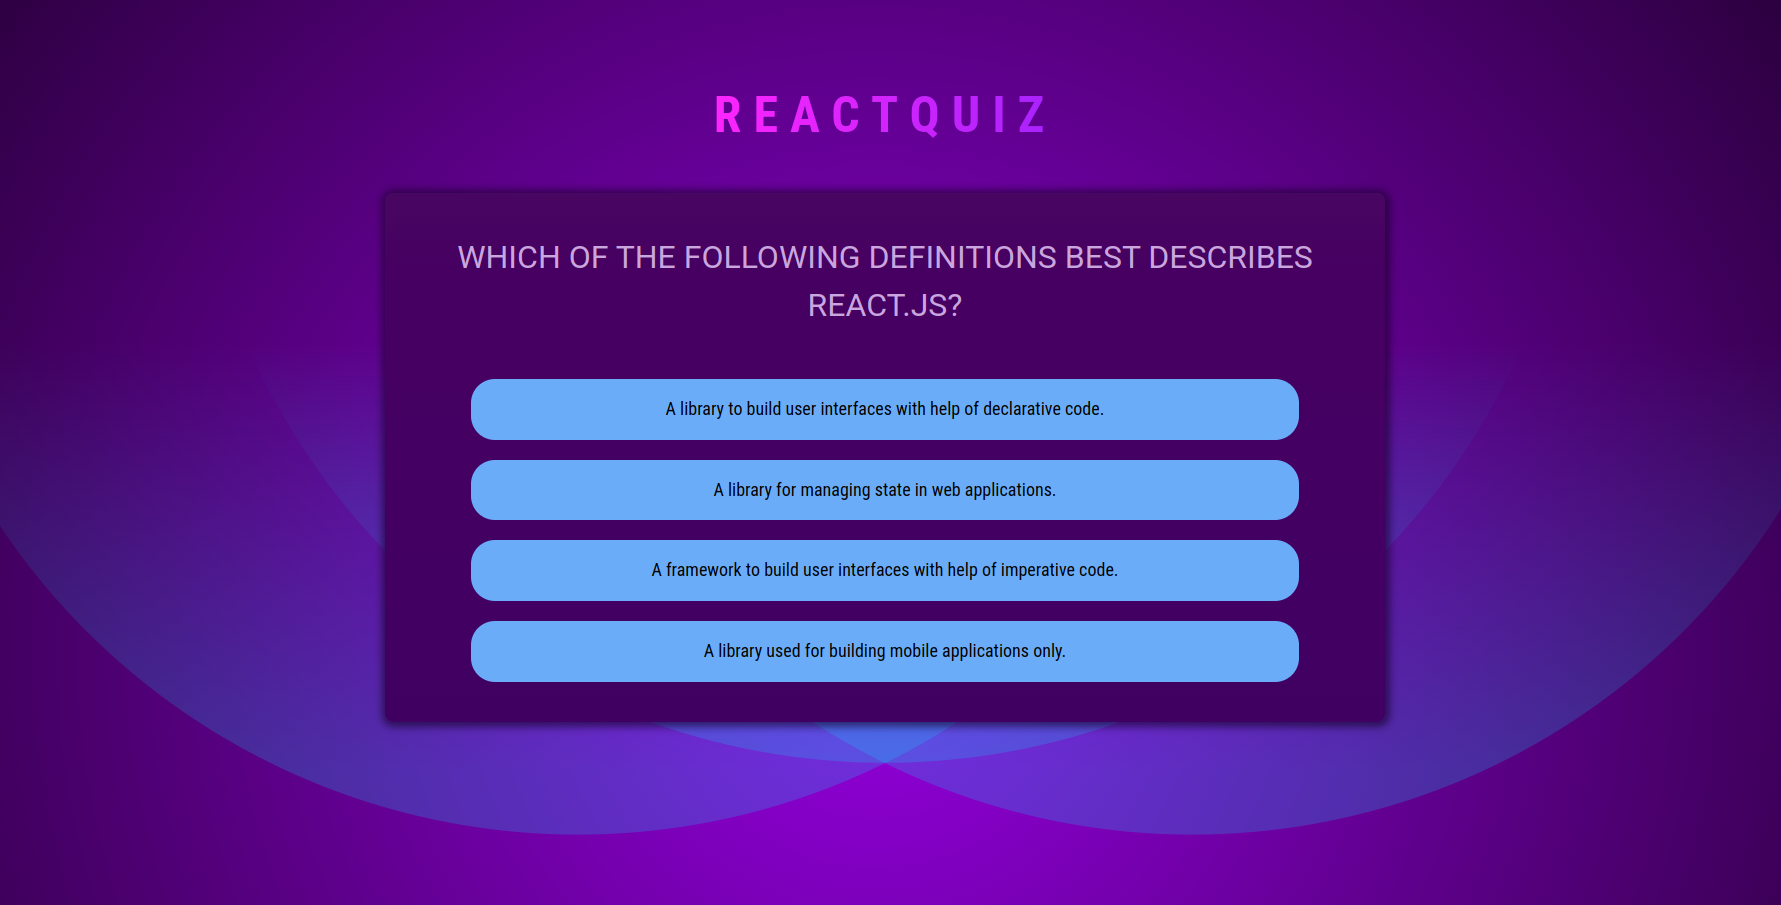 REACTQUIZ
WHICH OF THE FOLLOWING DEFINITIONS BEST DESCRIBES
REACT.JS?
A library to build user interfaces with help of declarative code.
A library for managing state in web applications.
A framework to build user interfaces with help of imperative code.
A library used for building mobile applications only.